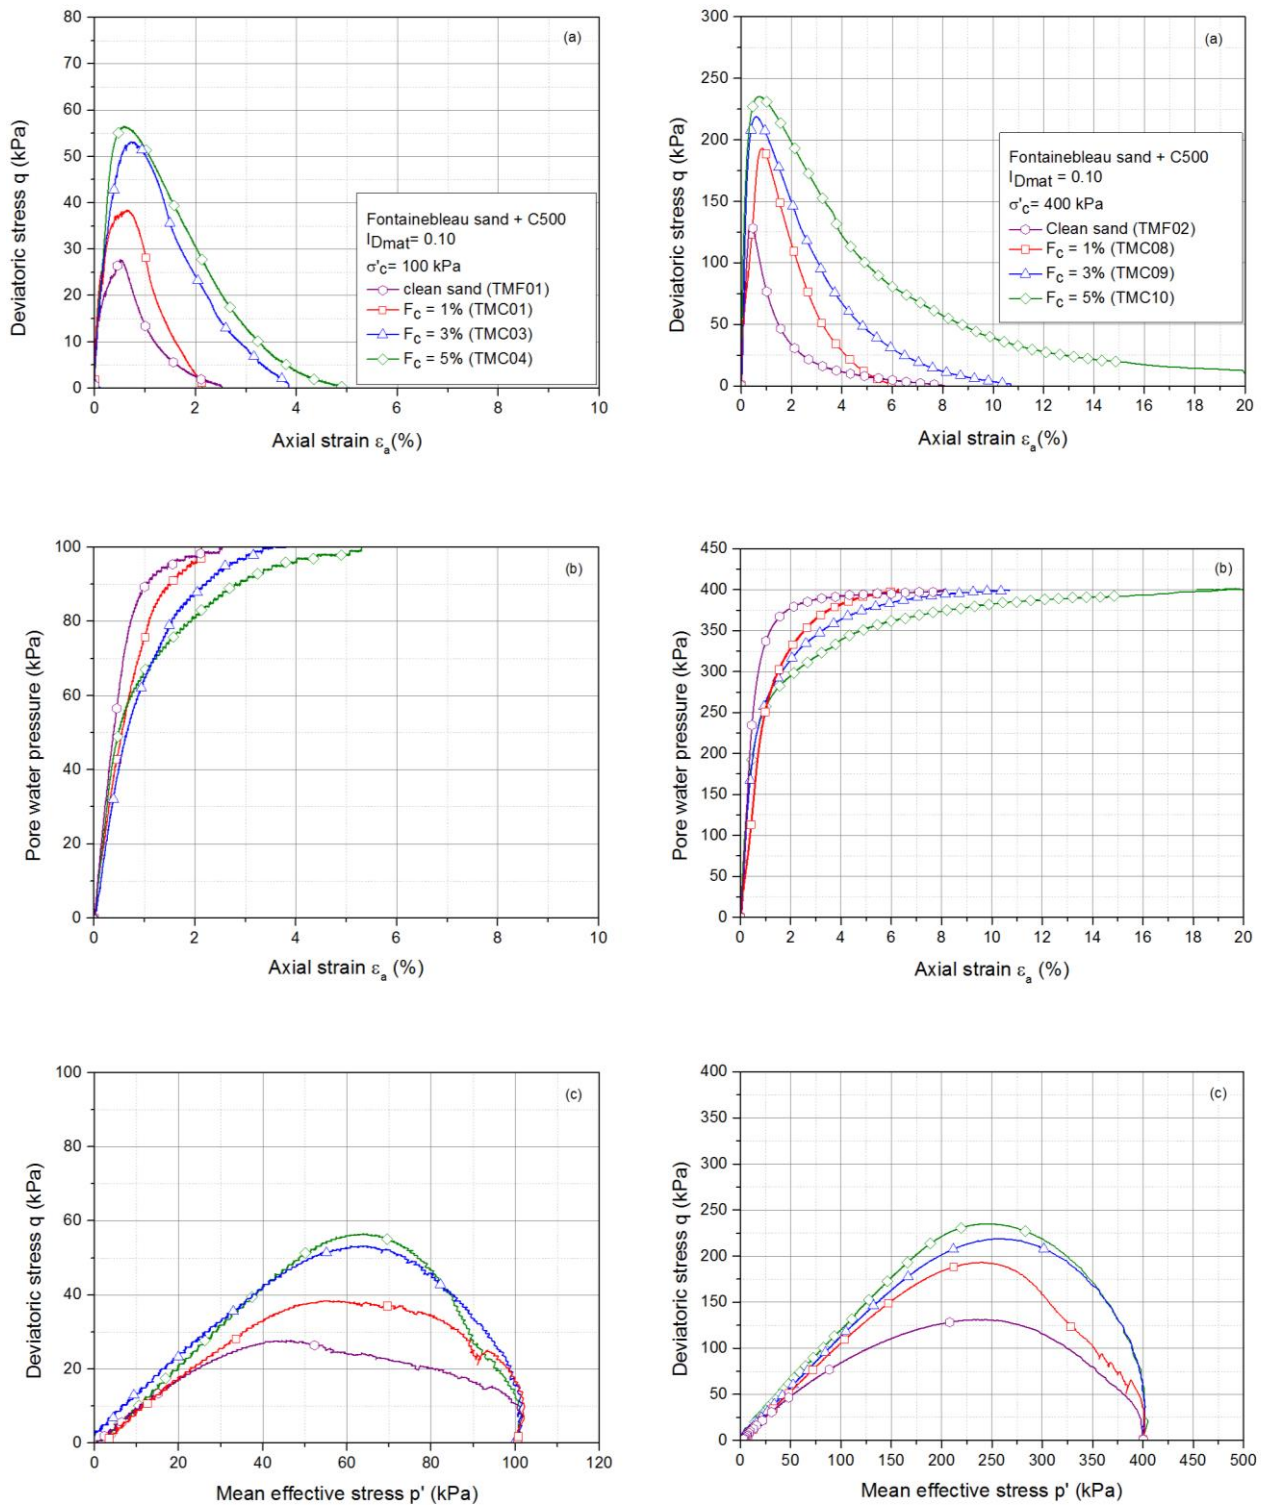 (a)
80
70
60
50
40
30
20
10
0
Deviatoric stress q (kPa)
Fontainebleau sand + C500
IDmat= 0.10
σ'c= 100 kPa
clean sand (TMF01)
Fc = 1% (TMC01)
Fc = 3% (TMC03)
Fc = 5% (TMC04)
0 2 4 6 8 10
Axial strain εa(%)
(a)
300
250
200
150
100
50
0
Deviatoric stress q (kPa)
Fontainebleau sand + C500
IDmat = 0.10
σ'c= 400 kPa
Clean sand (TMF02)
Fc = 1% (TMC08)
Fc = 3% (TMC09)
Fc = 5% (TMC10)
0 2 4 6 8 10 12 14 16 18 20
Axial strain εa(%)
(b)
100
80
60
40
20
0
Pore water pressure (kPa)
0 2 4 6 8 10
Axial strain εa (%)
(b)
450
400
350
300
250
200
150
100
50
0
Pore water pressure (kPa)
0 2 4 6 8 10 12 14 16 18 20
Axial strain εa (%)
(c)
100
80
60
40
20
0
Deviatoric stress q (kPa)
0 20 40 60 80 100 120
Mean effective stress p' (kPa)
(c)
400
350
300
250
200
150
100
50
0
Deviatoric stress q (kPa)
0 50 100 150 200 250 300 350 400 450 500
Mean effective stress p' (kPa)